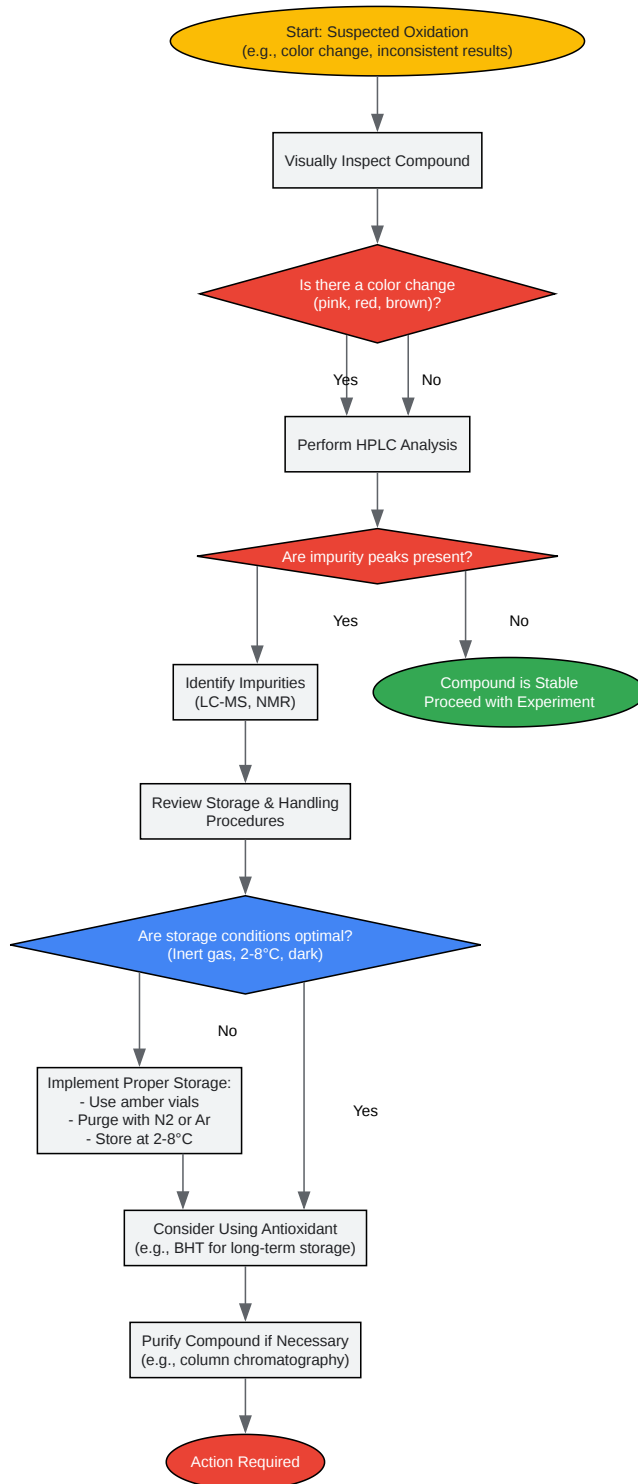 Start: Suspected Oxidation
(e.g., color change, inconsistent results)
Visually Inspect Compound
Is there a color change
(pink, red, brown)?
Yes
No
Perform HPLC Analysis
Are impurity peaks present?
Yes
No
Identify Impurities
(LC-MS, NMR)
Compound is Stable
Proceed with Experiment
Review Storage & Handling
Procedures
Are storage conditions optimal?
(Inert gas, 2-8°C, dark)
No
Implement Proper Storage:
- Use amber vials
- Purge with N2 or Ar
- Store at 2-8°C
Yes
Consider Using Antioxidant
(e.g., BHT for long-term storage)
Purify Compound if Necessary
(e.g., column chromatography)
Action Required